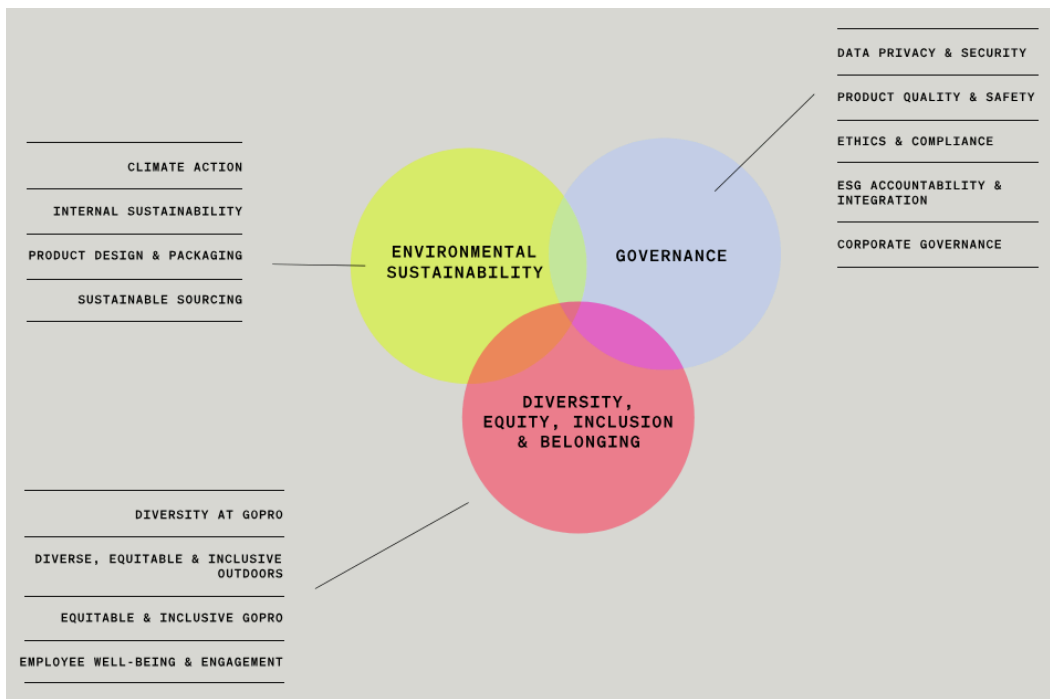 CLIMATE ACTION
INTERNAL SUSTAINABILITY
PRODUCT DESIGN & PACKAGING
SUSTAINABLE SOURCING
ENVIRONMENTAL
SUSTAINABILITY
GOVERNANCE
DATA PRIVACY & SECURITY
PRODUCT QUALITY & SAFETY
ETHICS & COMPLIANCE
ESG ACCOUNTABILITY &
INTEGRATION
CORPORATE GOVERNANCE
DIVERSITY,
EQUITY, INCLUSION
& BELONGING
DIVERSITY AT GOPRO
DIVERSE, EQUITABLE & INCLUSIVE
OUTDOORS
EQUITABLE & INCLUSIVE GOPRO
EMPLOYEE WELL-BEING & ENGAGEMENT